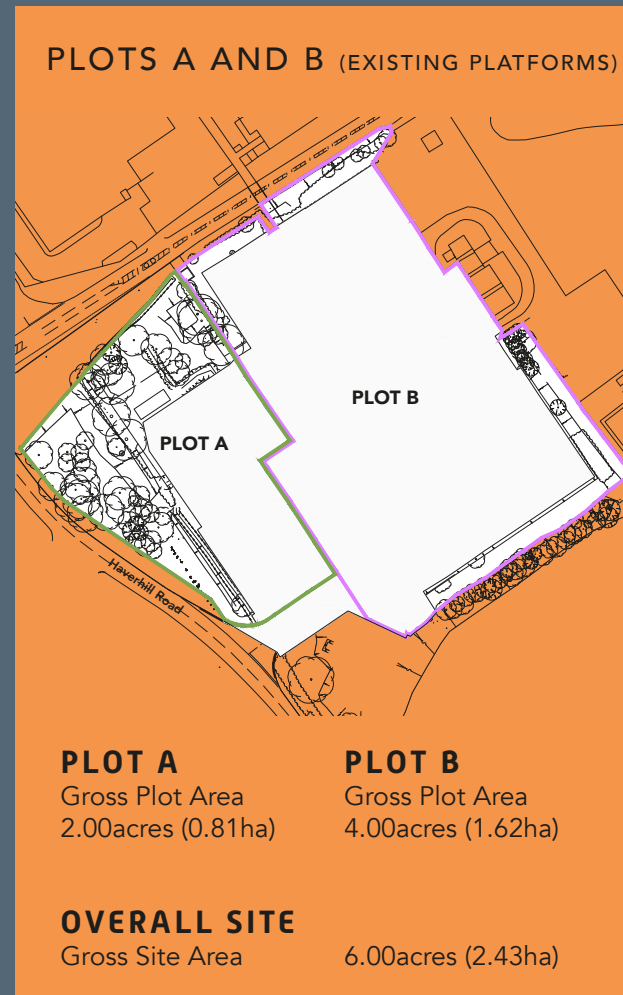 PLOTS A AND B (EXISTING PLATFORMS)
PLOT B
PLOT A
Haverhill Road
PLOT A
Gross Plot Area
2.00acres (0.81ha)
PLOT B
Gross Plot Area
4.00acres (1.62ha)
OVERALL SITE
Gross Site Area 6.00acres (2.43ha)